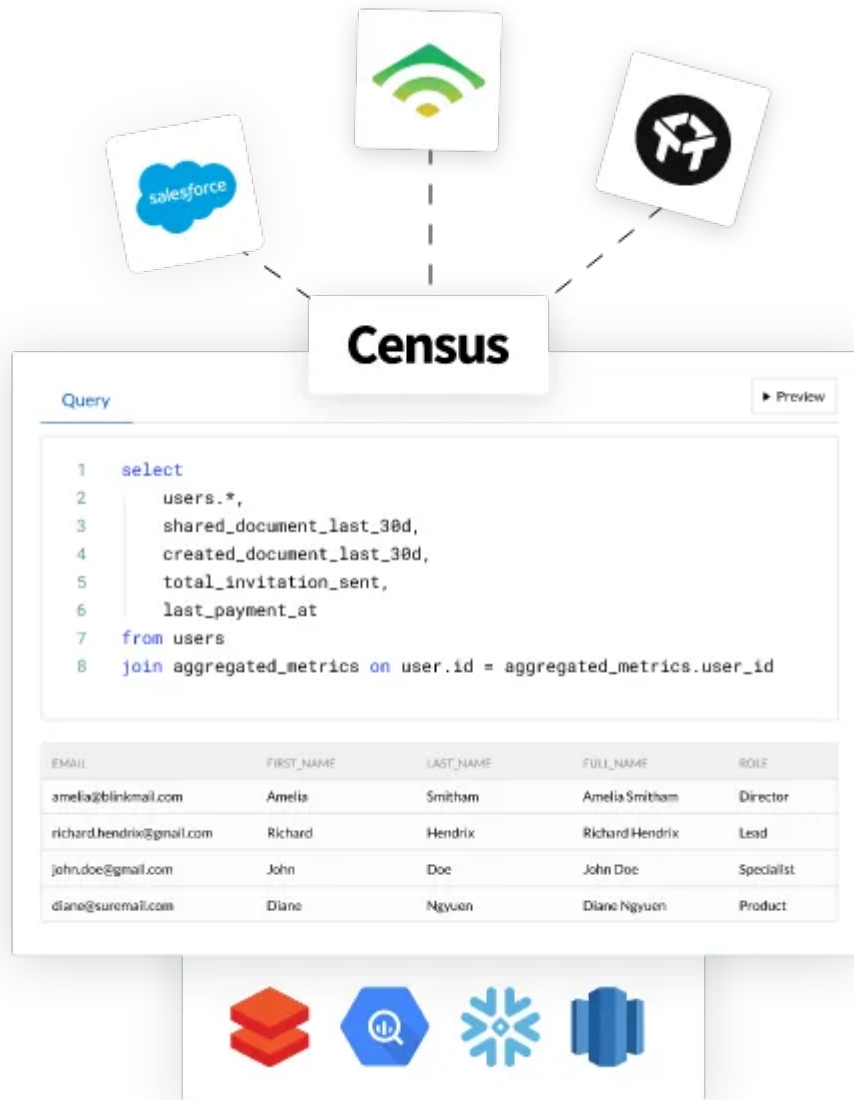 salesforce
Census
Query
Preview
1 select
2 users.*,
3 shared_document_last_30d,
4 created_document_last_30d,
5 total_invitation_sent,
6 last_payment_at
7 from users
8 join aggregated_metrics on user.id = aggregated_metrics.user_id
EMAIL FIRST_NAME LAST_NAME FULL_NAME ROLE
amelia@blinkmail.com Amelia Smitham Amelia Smitham Director
richard.hendrix@gmail.com Richard Hendrix Richard Hendrix Lead
john.doe@gmail.com John Doe John Doe Specialist
diane@suremail.com Diane Ngyuen Diane Ngyuen Product